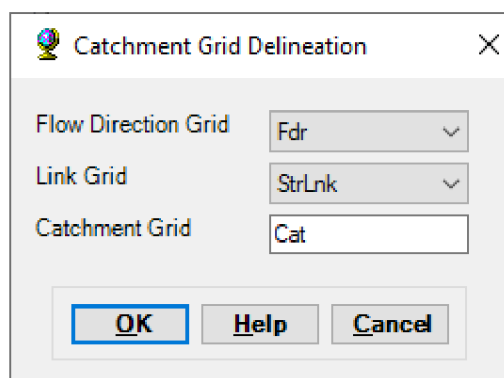 Catchment Grid Delineation
Flow Direction Grid Fdr
Link Grid StrLnk
Catchment Grid Cat
OK Help Cancel